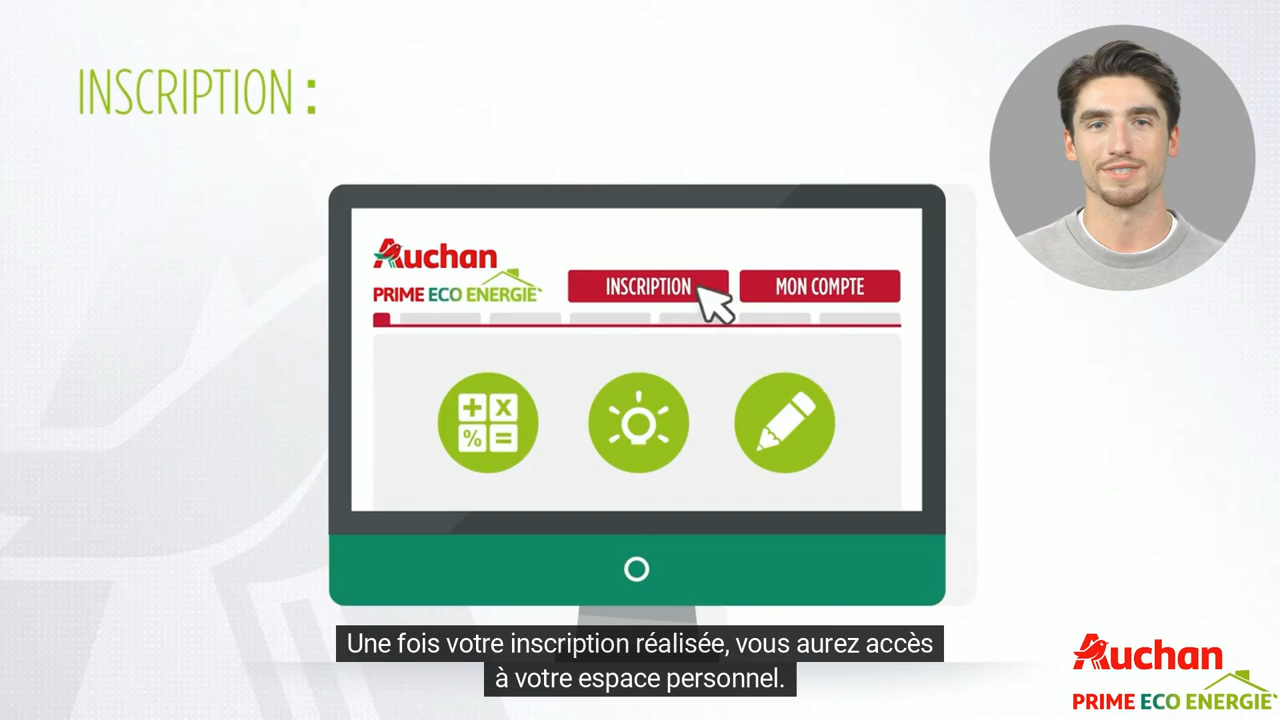 INSCRIPTION :
Auchan
PRIME ECO ENERGIE
INSCRIPTION
MON COMPTE
+ x
% =
Une fois votre inscription réalisée, vous aurez accès
à votre espace personnel.
Auchan
PRIME ECO ENERGIE